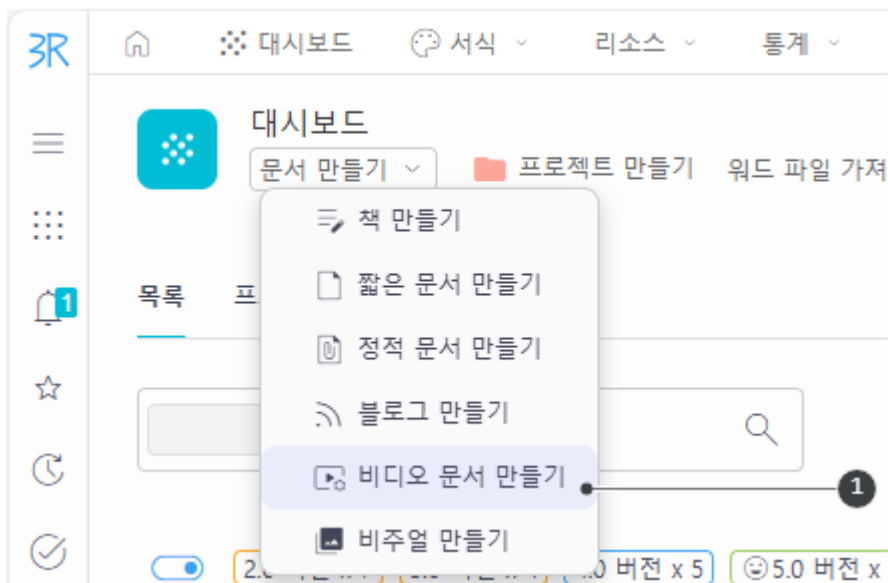 3R
대시보드 서식 리소스 통계
대시보드
문서 만들기 프로젝트 만들기 워드 파일 가져
책 만들기
짧은 문서 만들기
1
목록 프
정적 문서 만들기
블로그 만들기
비디오 문서 만들기
1
비주얼 만들기
버전 x 5 5.0 버전 x